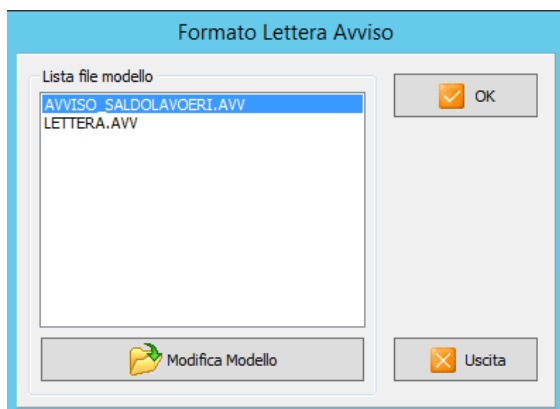 Formato Lettera Avviso
Lista file modello
AVVISO_SALDOLAVOERI.AVV
LETTERA.AVV
OK
Modifica Modello
Uscita